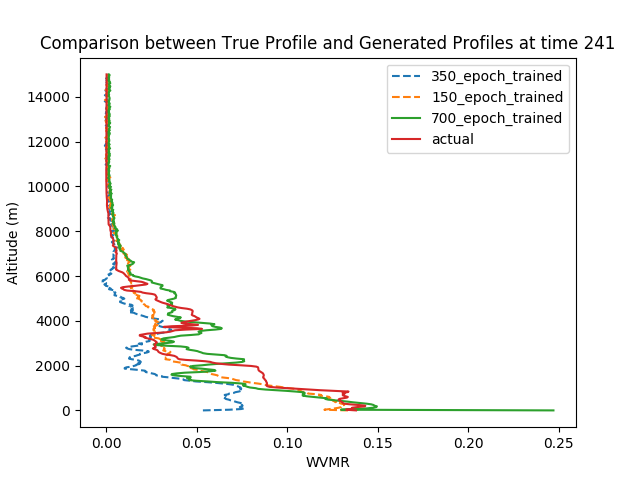 Comparison between True Profile and Generated Profiles at time 241
350_epoch_trained
150_epoch_trained
700_epoch_trained
actual
14000
12000
10000
8000
6000
4000
2000
0
Altitude (m)
0.00 0.05 0.10 0.15 0.20 0.25
WVMR